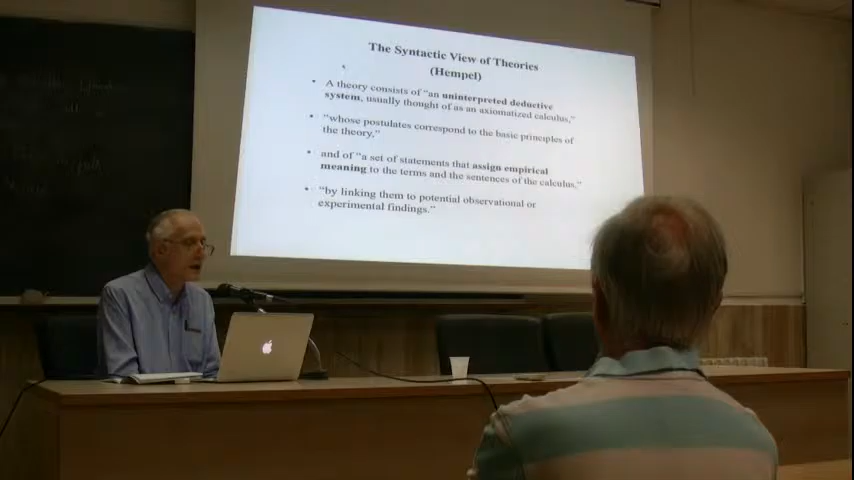 The Syntactic View of Theories
(Hempel)
• A theory consists of "an uninterpreted deductive
system, usually thought of as an axiomatized calculus,"
• "whose postulates correspond to the basic principles of
the theory,"
• and of "a set of statements that assign empirical
meaning to the terms and the sentences of the calculus,"
• "by linking them to potential observational or
experimental findings."